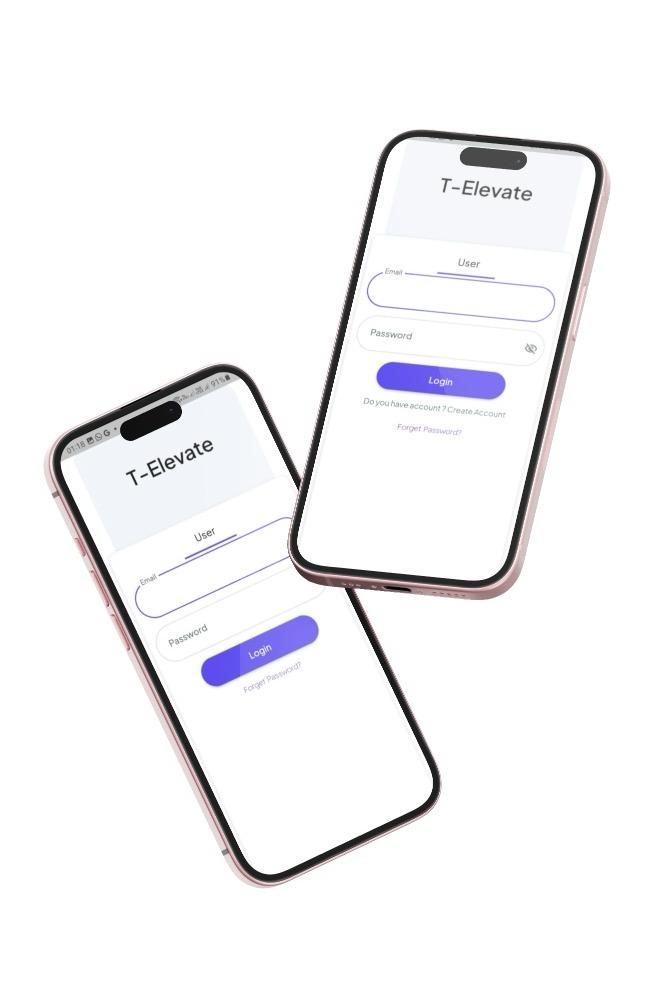 T-Elevate
User
Email
Password
Login
Do you have account ? Create Account
Forget Password?
01:18
91%
T-Elevate
User
Email
Password
Login
Forget Password?